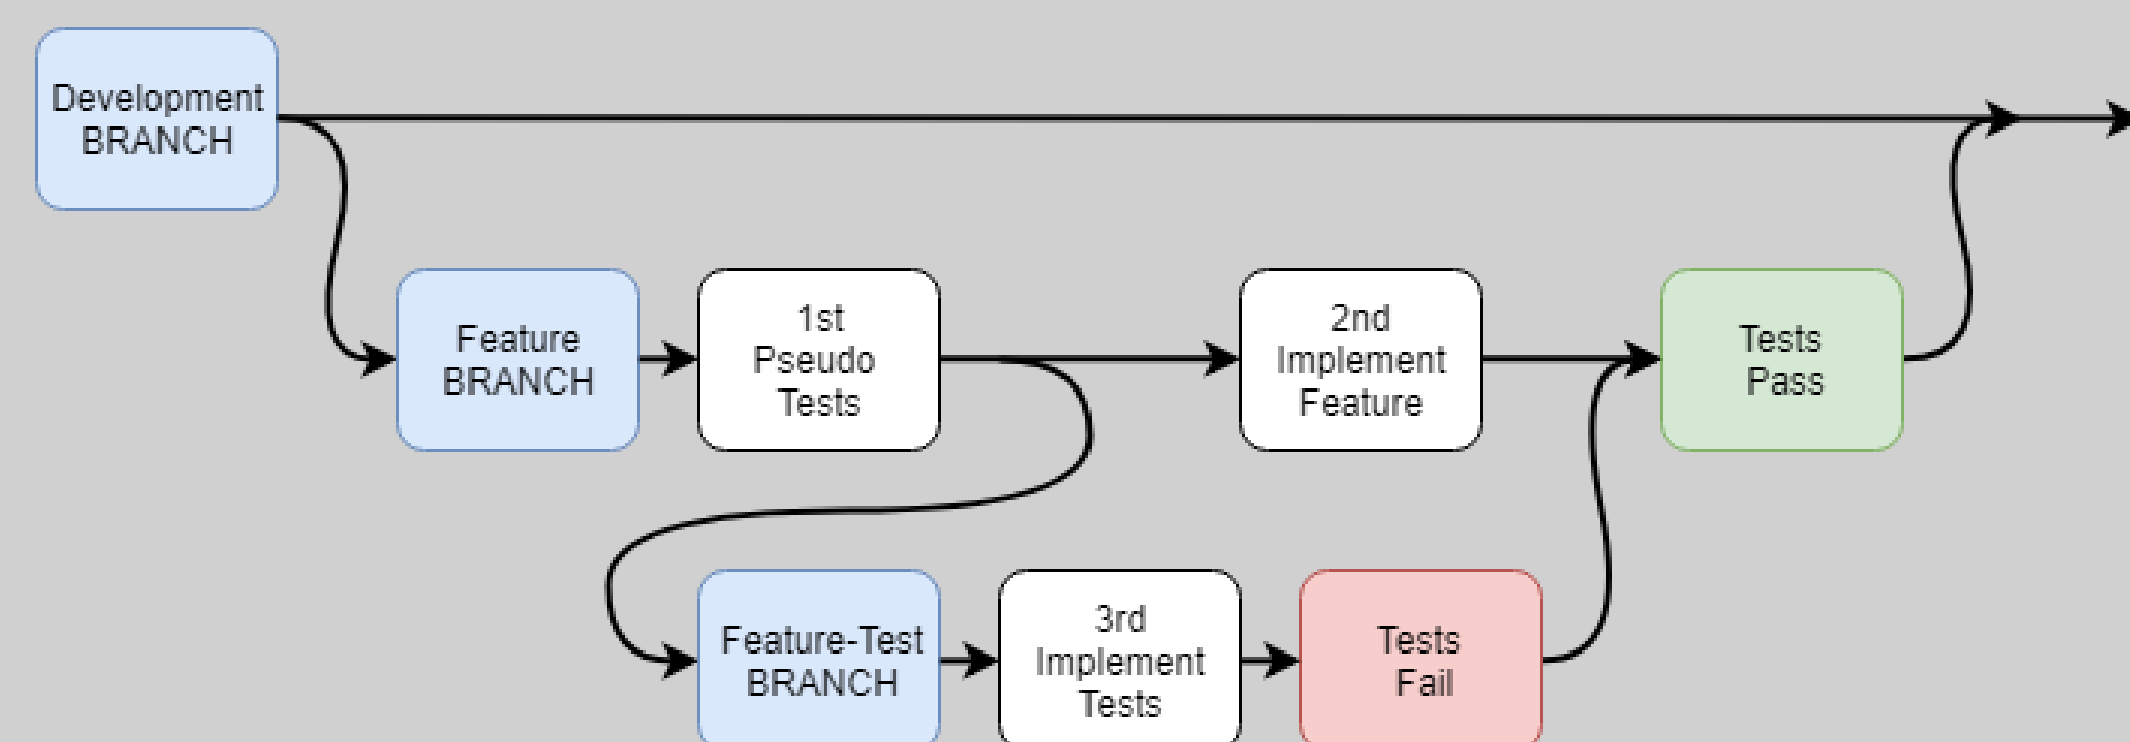 Development
BRANCH
Feature
BRANCH
1st
Pseudo
Tests
2nd
Implement
Feature
Tests
Pass
Feature-Test
BRANCH
3rd
Implement
Tests
Tests
Fail